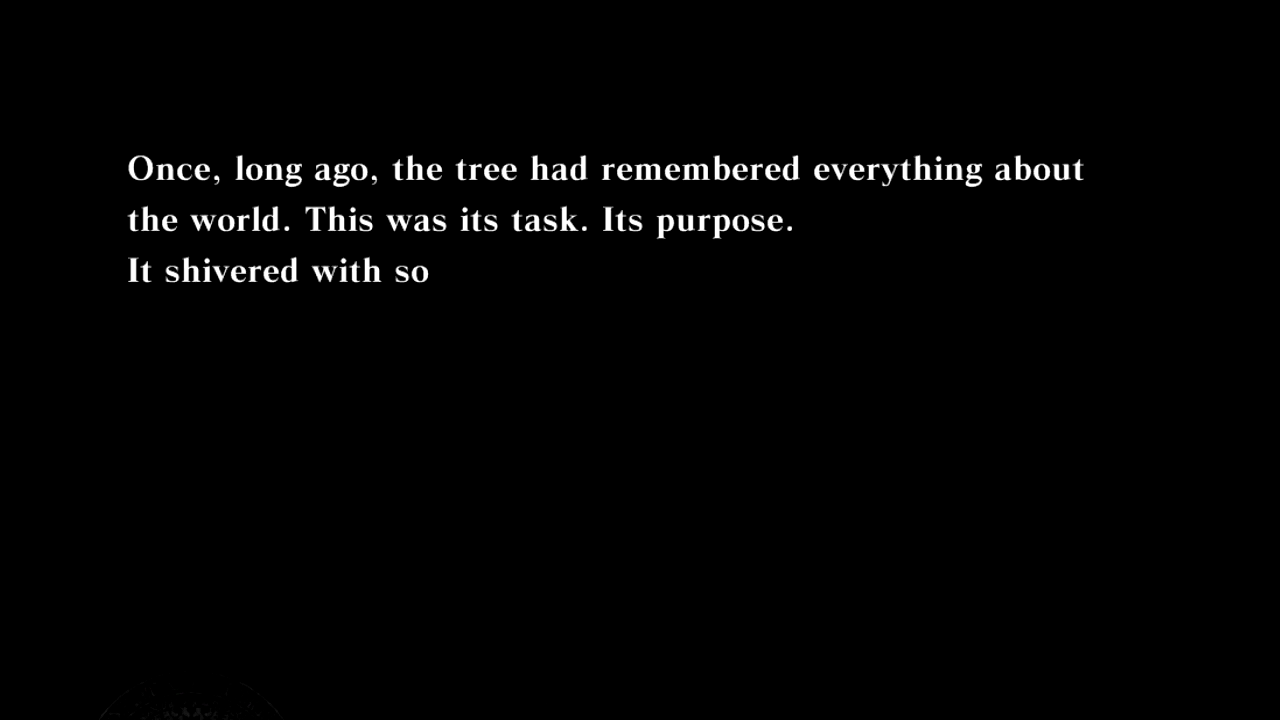 Once, long ago, the tree had remembered everything about
the world. This was its task. Its purpose.
It shivered with so